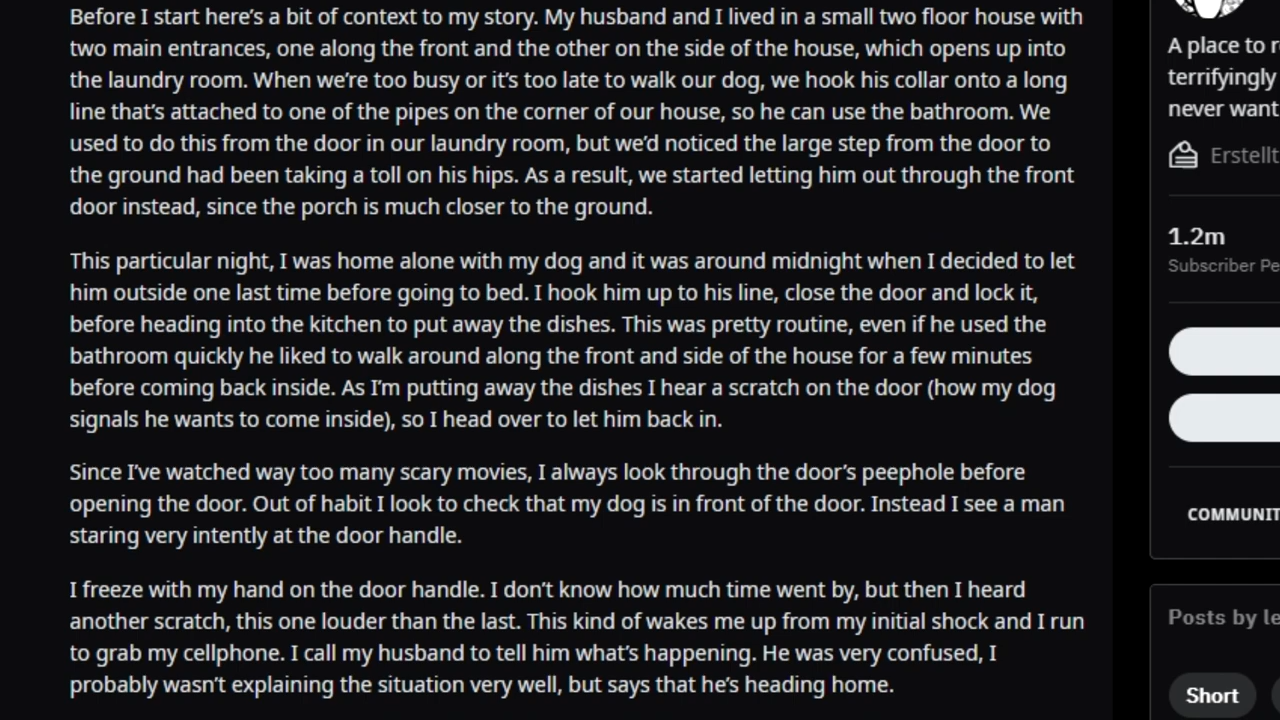 Before I start here's a bit of context to my story. My husband and I lived in a small two floor house with
two main entrances, one along the front and the other on the side of the house, which opens up into
the laundry room. When we're too busy or it's too late to walk our dog, we hook his collar onto a long
line that's attached to one of the pipes on the corner of our house, so he can use the bathroom. We
used to do this from the door in our laundry room, but we'd noticed the large step from the door to
the ground had been taking a toll on his hips. As a result, we started letting him out through the front
door instead, since the porch is much closer to the ground.
This particular night, I was home alone with my dog and it was around midnight when I decided to let
him outside one last time before going to bed. I hook him up to his line, close the door and lock it,
before heading into the kitchen to put away the dishes. This was pretty routine, even if he used the
bathroom quickly he liked to walk around along the front and side of the house for a few minutes
before coming back inside. As I'm putting away the dishes I hear a scratch on the door (how my dog
signals he wants to come inside), so I head over to let him back in.
Since I've watched way too many scary movies, I always look through the door's peephole before
opening the door. Out of habit I look to check that my dog is in front of the door. Instead I see a man
staring very intently at the door handle.
I freeze with my hand on the door handle. I don't know how much time went by, but then I heard
another scratch, this one louder than the last. This kind of wakes me up from my initial shock and I run
to grab my cellphone. I call my husband to tell him what's happening. He was very confused, I
probably wasn't explaining the situation very well, but says that he's heading home.
A place to
terrifyingly
never want
Erstellt
1.2m
Subscriber Pe
COMMUNIT
Posts by le
Short